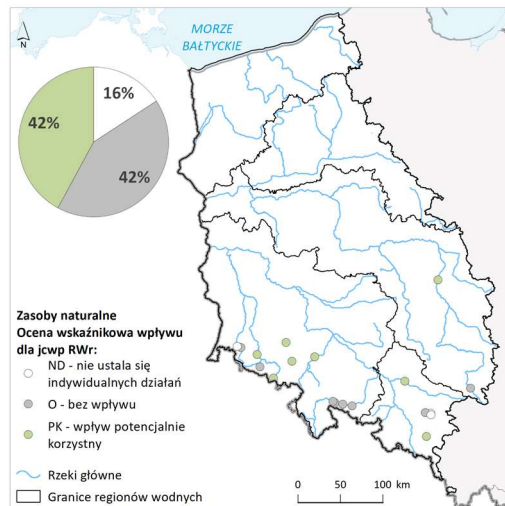 MORZE
BAŁTYCKIE
N
16%
42%
42%
Zasoby naturalne
Ocena wskaźnikowa wpływu
dla jcwp RWr:
ND - nie ustala się
indywidualnych działań
O - bez wpływu
PK - wpływ potencjalnie
korzystny
Rzeki główne
Granice regionów wodnych
0 50 100 km